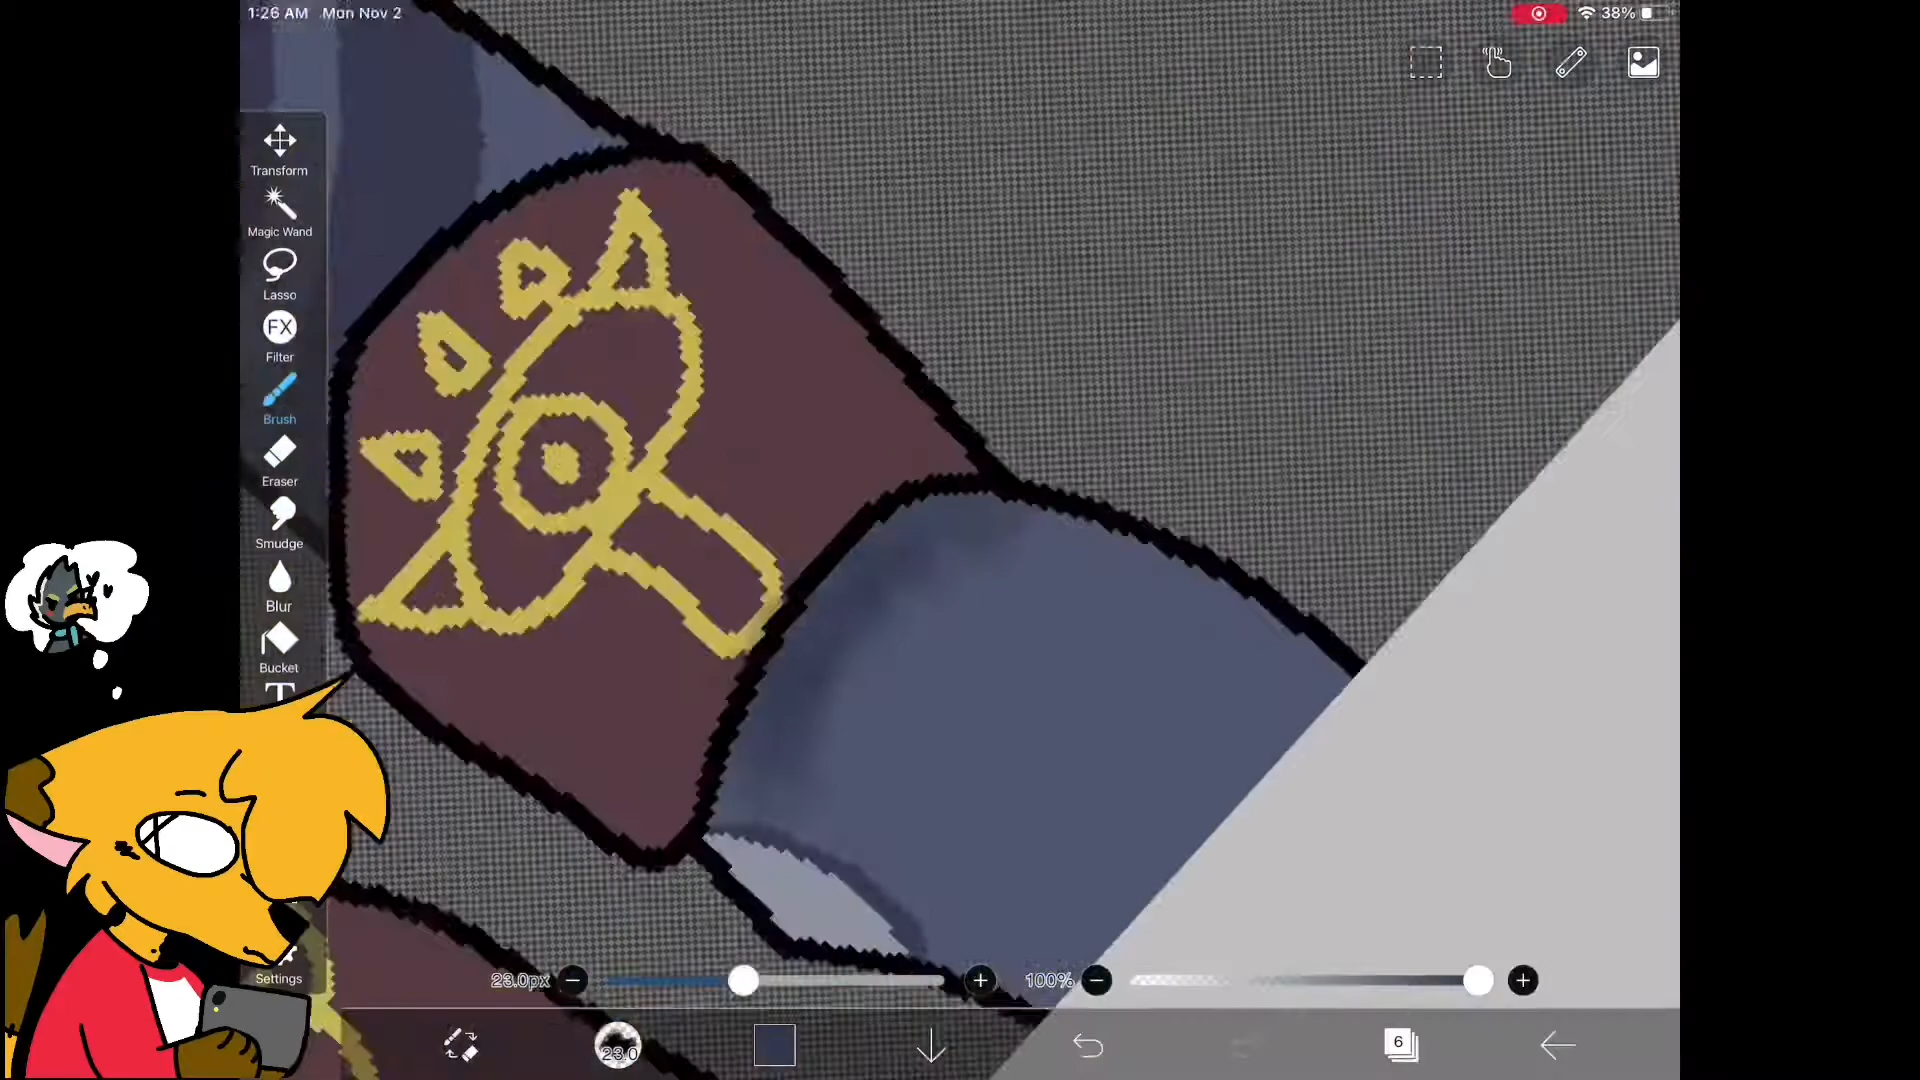 1:26 AM Mon Nov 2
38%
Transform
Magic Wand
Lasso
FX
Filter
Brush
Eraser
Smudge
Blur
Bucket
T
Settings
23.0px
100%
23.0
6